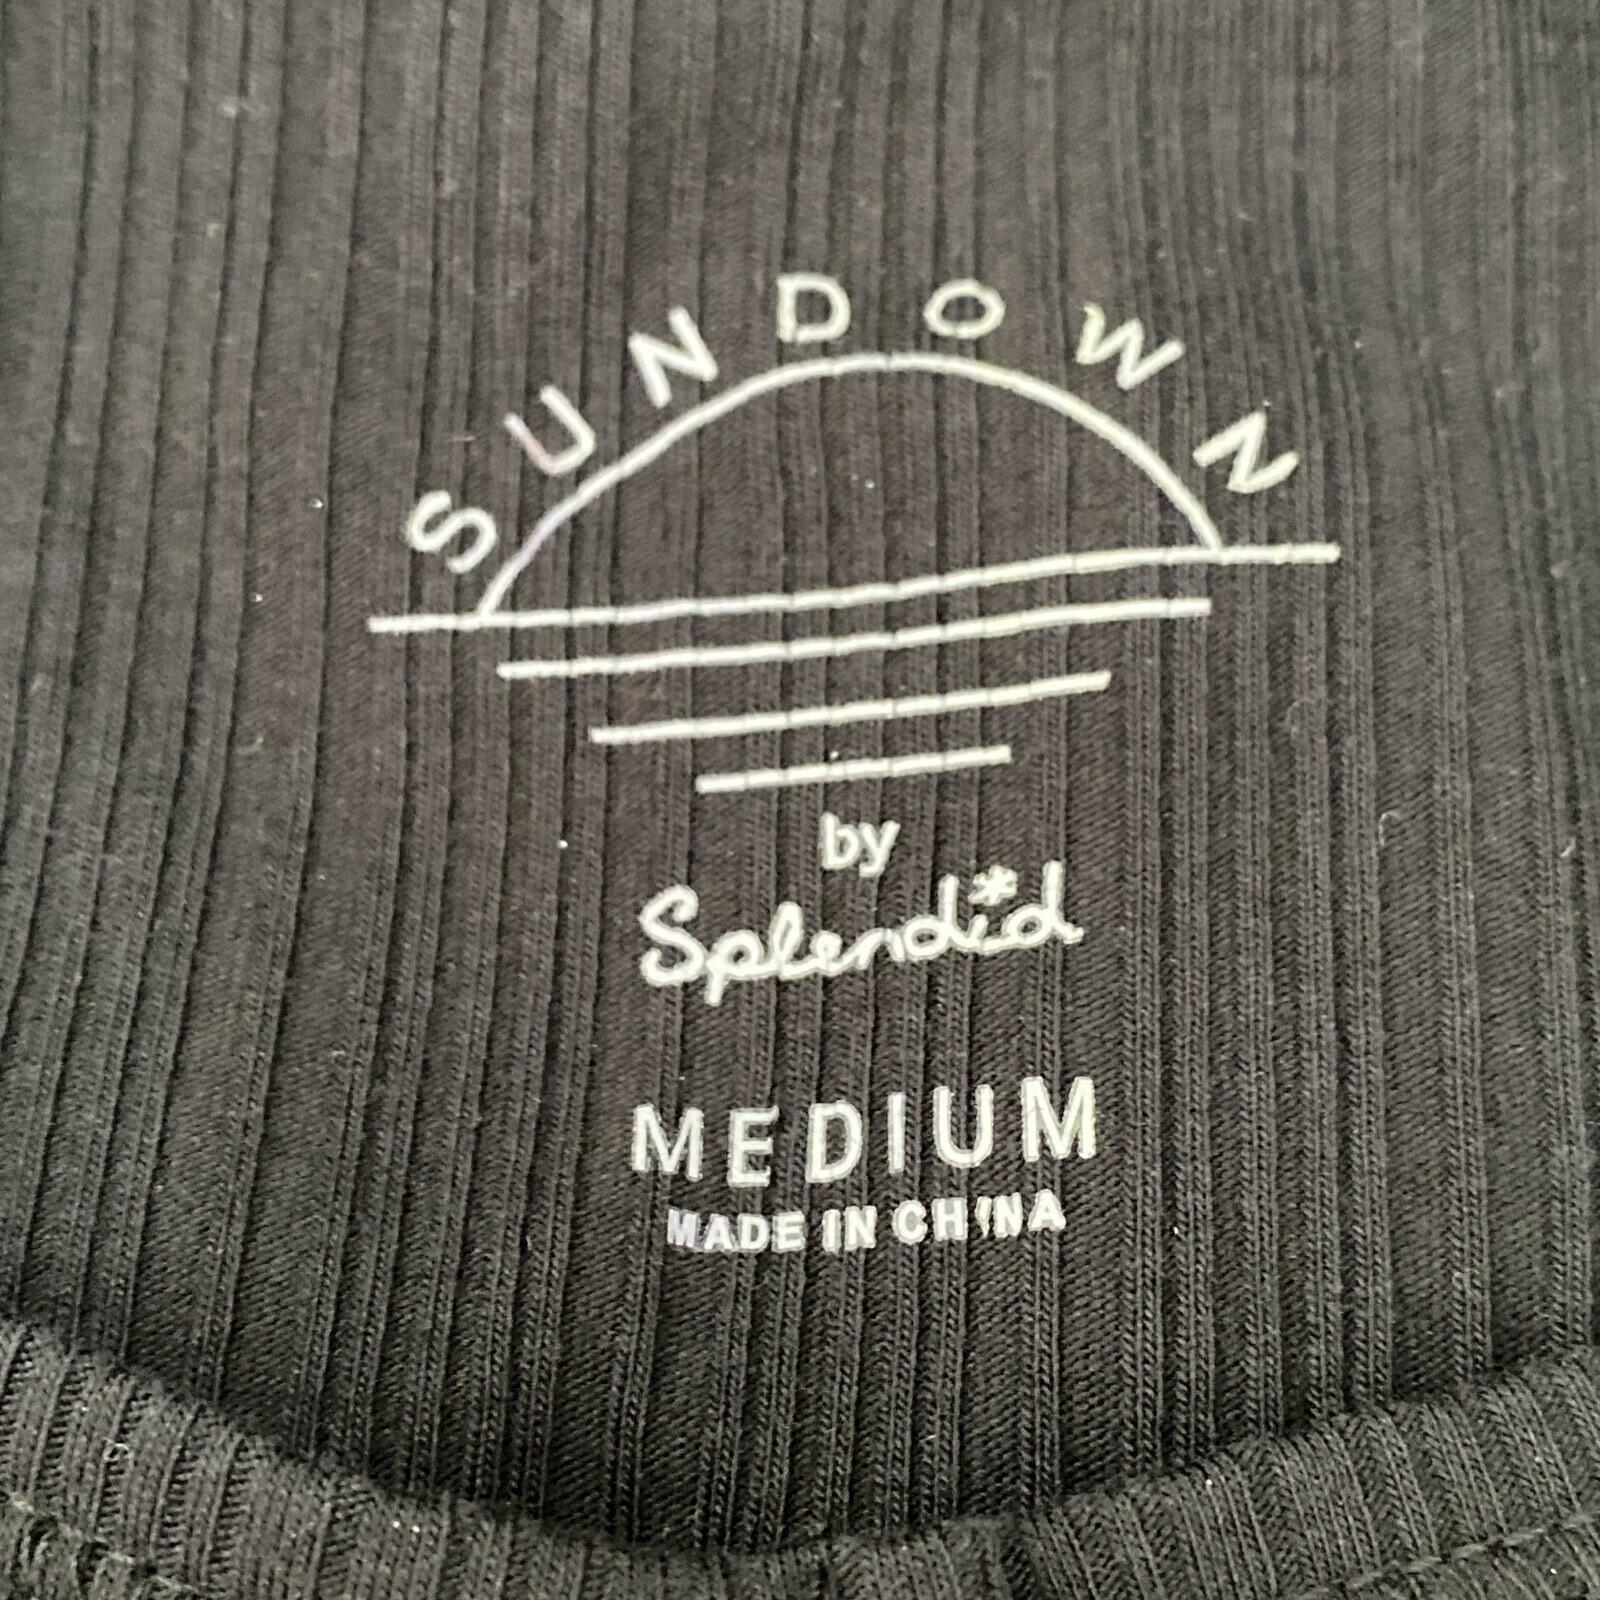 SUNDOWN
by
Splendid
MEDIUM
MADE IN CHINA